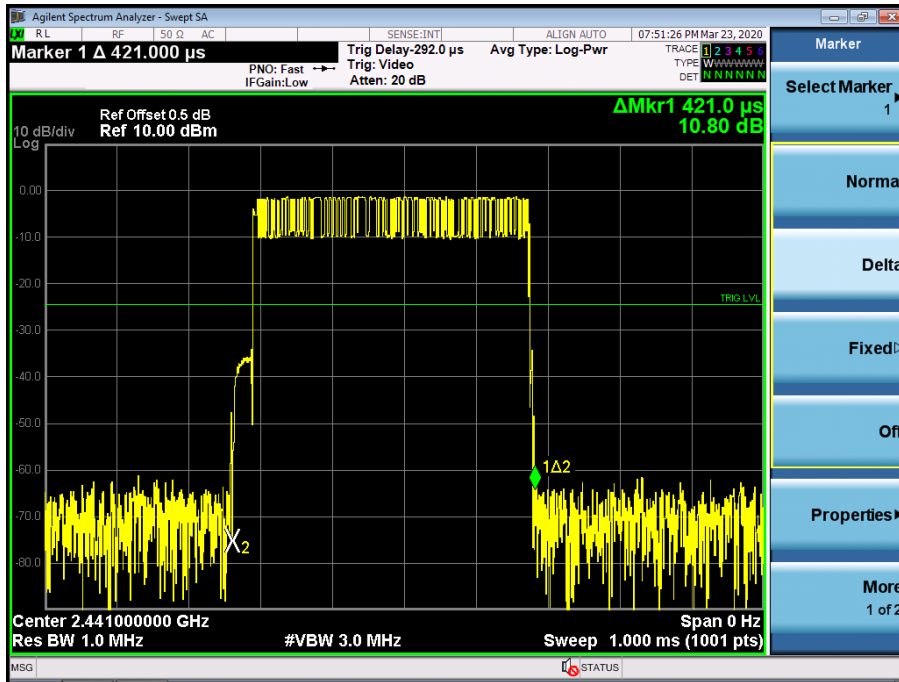 Agilent Spectrum Analyzer - Swept SA
LXI RL RF 50 Ω AC SENSE:INT ALIGN AUTO 07:51:26 PM Mar 23, 2020
Marker 1 Δ 421.000 µs
PNO: Fast
IFGain:Low
Trig Delay-292.0 µs
Trig: Video
Atten: 20 dB
Avg Type: Log-Pwr
TRACE 1 2 3 4 5 6
TYPE WWWWWW
DET N N N N N N
Marker
Select Marker
1
Norma
Delta
Fixed
Off
Properties
More
1 of 2
ΔMkr1 421.0 µs
10.80 dB
Ref Offset 0.5 dB
10 dB/div Ref 10.00 dBm
Log
0.00
-10.0
-20.0
TRIG LVL
-30.0
-40.0
-50.0
-60.0
1Δ2
-70.0
2
-80.0
Center 2.441000000 GHz Span 0 Hz
Res BW 1.0 MHz #VBW 3.0 MHz Sweep 1.000 ms (1001 pts)
MSG STATUS